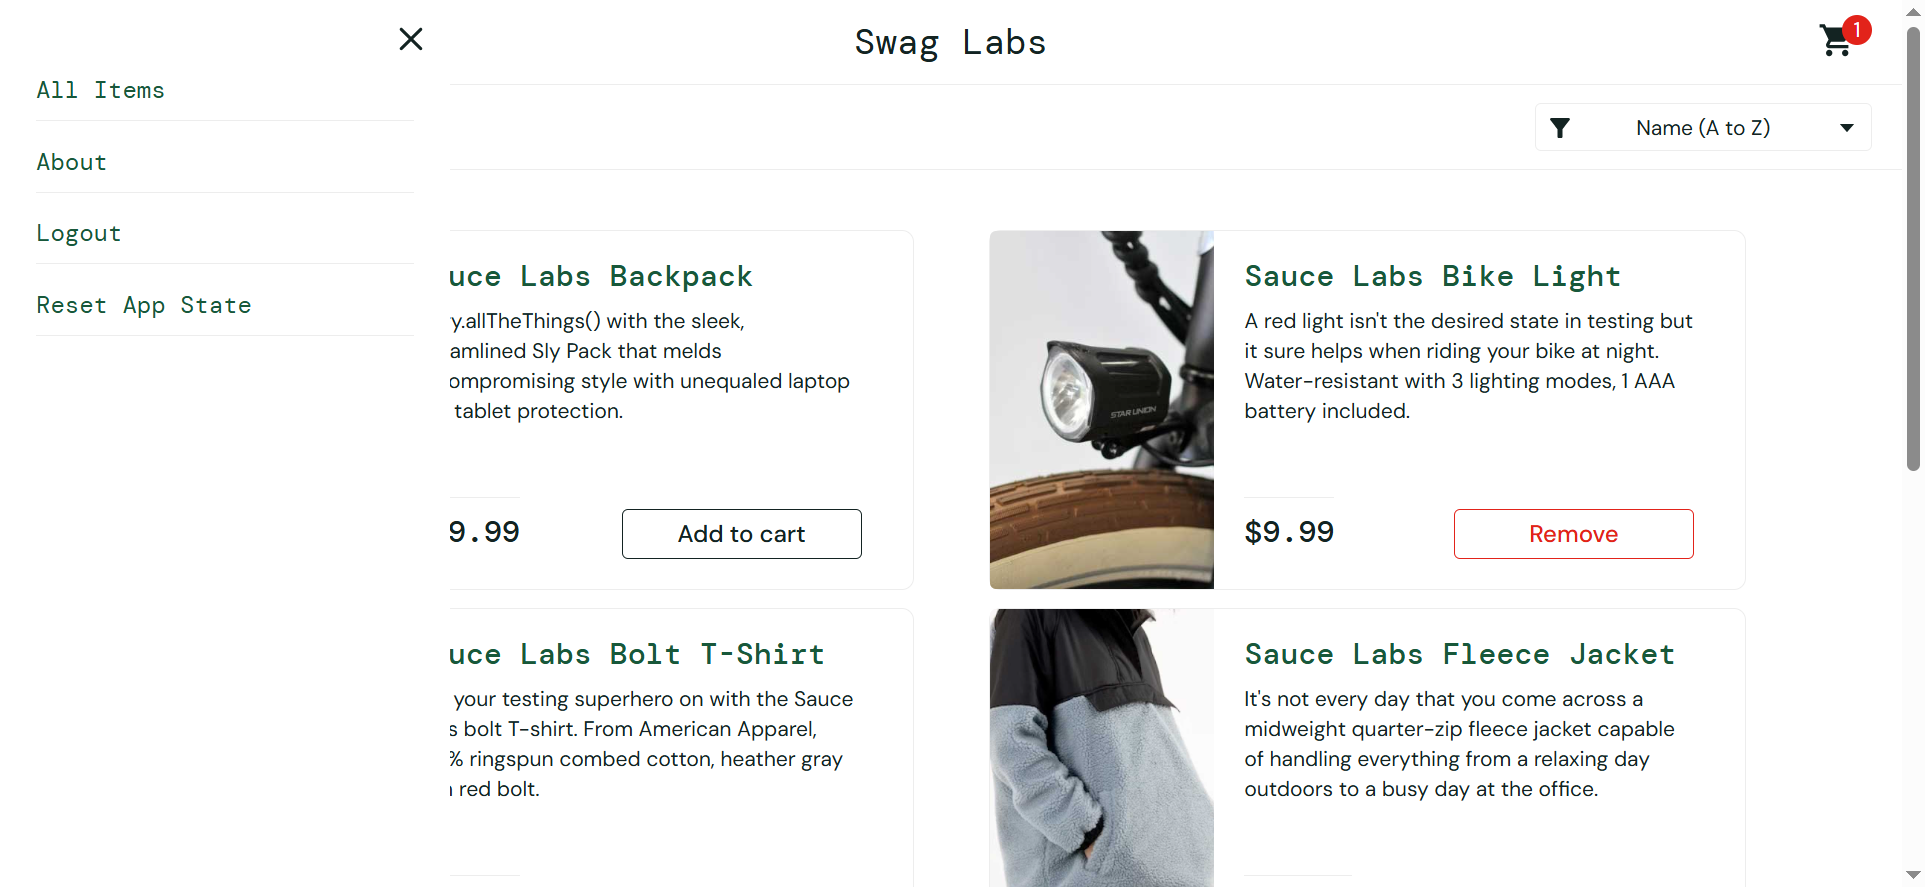 All Items
About
Logout
Reset App State
Swag Labs
1
Name (A to Z)
uce Labs Backpack
y.allTheThings() with the sleek,
amlined Sly Pack that melds
ompromising style with unequaled laptop
tablet protection.
9.99
Add to cart
STAR UNION
Sauce Labs Bike Light
A red light isn't the desired state in testing but
it sure helps when riding your bike at night.
Water-resistant with 3 lighting modes, 1 AAA
battery included.
$9.99
Remove
uce Labs Bolt T-Shirt
your testing superhero on with the Sauce
s bolt T-shirt. From American Apparel,
% ringspun combed cotton, heather gray
red bolt.
Sauce Labs Fleece Jacket
It's not every day that you come across a
midweight quarter-zip fleece jacket capable
of handling everything from a relaxing day
outdoors to a busy day at the office.